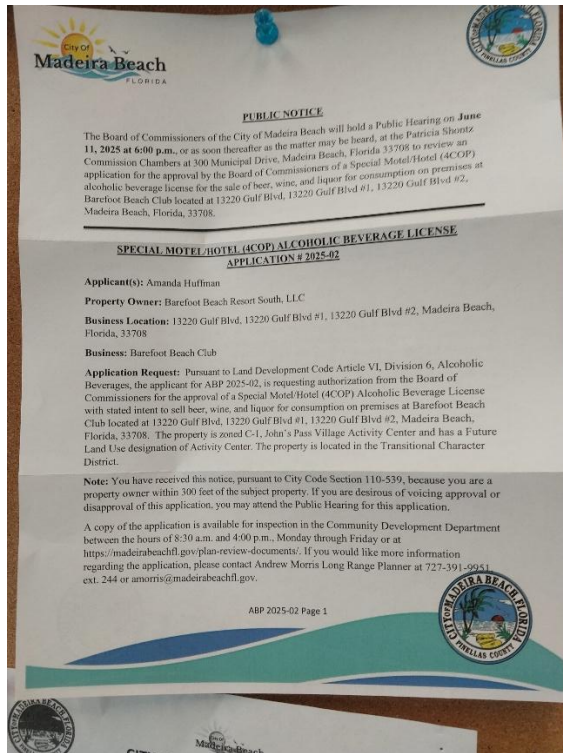 City Of
Madeira Beach
FLORIDA
CITY OF MADEIRA BEACH, FLORIDA
PINELLAS COUNTY
PUBLIC NOTICE
The Board of Commissioners of the City of Madeira Beach will hold a Public Hearing on June
11, 2025 at 6:00 p.m., or as soon thereafter as the matter may be heard, at the Patricia Shontz
Commission Chambers at 300 Municipal Drive, Madeira Beach, Florida 33708 to review an
application for the approval by the Board of Commissioners of a Special Motel/Hotel (4COP)
alcoholic beverage license for the sale of beer, wine, and liquor for consumption on premises at
Barefoot Beach Club located at 13220 Gulf Blvd, 13220 Gulf Blvd #1, 13220 Gulf Blvd #2,
Madeira Beach, Florida, 33708.
SPECIAL MOTEL/HOTEL (4COP) ALCOHOLIC BEVERAGE LICENSE
APPLICATION # 2025-02
Applicant(s): Amanda Huffman
Property Owner: Barefoot Beach Resort South, LLC
Business Location: 13220 Gulf Blvd, 13220 Gulf Blvd #1, 13220 Gulf Blvd #2, Madeira Beach,
Florida, 33708
Business: Barefoot Beach Club
Application Request: Pursuant to Land Development Code Article VI, Division 6, Alcoholic
Beverages, the applicant for ABP 2025-02, is requesting authorization from the Board of
Commissioners for the approval of a Special Motel/Hotel (4COP) Alcoholic Beverage License
with stated intent to sell beer, wine, and liquor for consumption on premises at Barefoot Beach
Club located at 13220 Gulf Blvd, 13220 Gulf Blvd #1, 13220 Gulf Blvd #2, and Madeira Beach,
Florida, 33708. The property is zoned C-1, John's Pass Village Activity Center and has a Future
Land Use designation of Activity Center. The property is located in the Transitional Character
District.
Note: You have received this notice, pursuant to City Code Section 110-539, because you are a
property owner within 300 feet of the subject property. If you are desirous of voicing approval or
disapproval of this application, you may attend the Public Hearing for this application.
A copy of the application is available for inspection in the Community Development Department
between the hours of 8:30 a.m. and 4:00 p.m., Monday through Friday or at
https://madeirabeachfl.gov/plan-review-documents/. If you would like more information
regarding the application, please contact Andrew Morris Long Range Planner at 727-391-9951,
ext. 244 or amorris@madeirabeachfl.gov.
ABP 2025-02 Page 1
CITY OF MADEIRA BEACH, FLORIDA
PINELLAS COUNTY
Madeira Beach